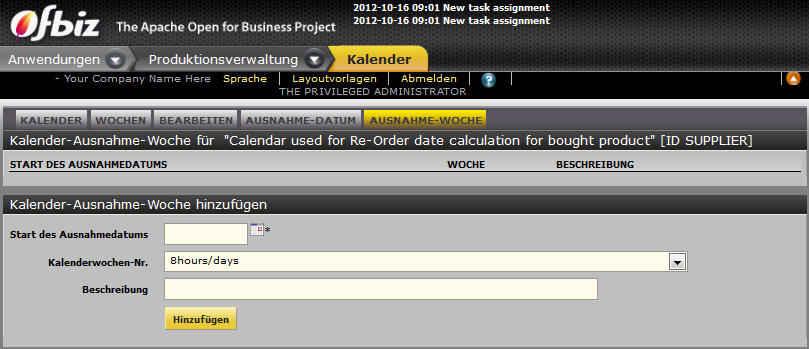 Ofbiz The Apache Open for Business Project
2012-10-16 09:01 New task assignment
2012-10-16 09:01 New task assignment
Anwendungen Produktionsverwaltung Kalender
- Your Company Name Here Sprache Layoutvorlagen Abmelden ?
THE PRIVILEGED ADMINISTRATOR
KALENDER WOCHEN BEARBEITEN AUSNAHME-DATUM AUSNAHME-WOCHE
Kalender-Ausnahme-Woche für "Calendar used for Re-Order date calculation for bought product" [ID SUPPLIER]
START DES AUSNAHMEDATUMS WOCHE BESCHREIBUNG
Kalender-Ausnahme-Woche hinzufügen
Start des Ausnahmedatums *
Kalenderwochen-Nr. 8hours/days
Beschreibung
Hinzufügen